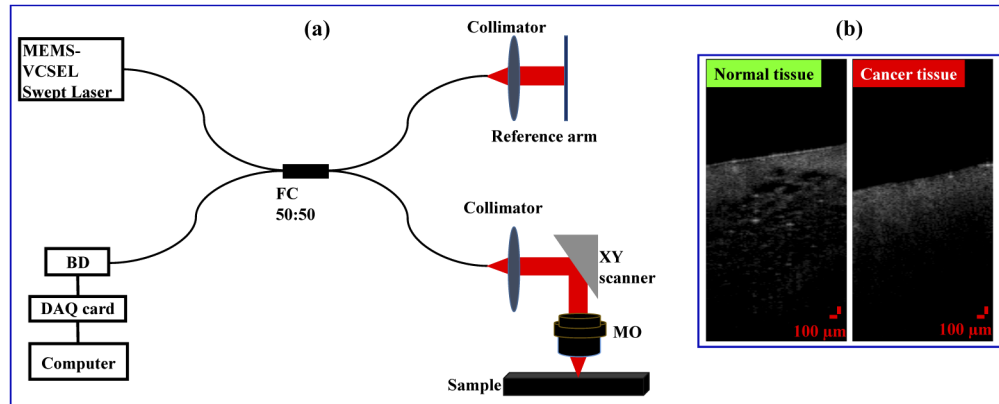 (a)
MEMS-
VCSEL
Swept Laser
Collimator
Reference arm
FC
50:50
Collimator
XY
scanner
BD
DAQ card
Computer
MO
Sample
(b)
Normal tissue
Cancer tissue
100 μm
100 μm